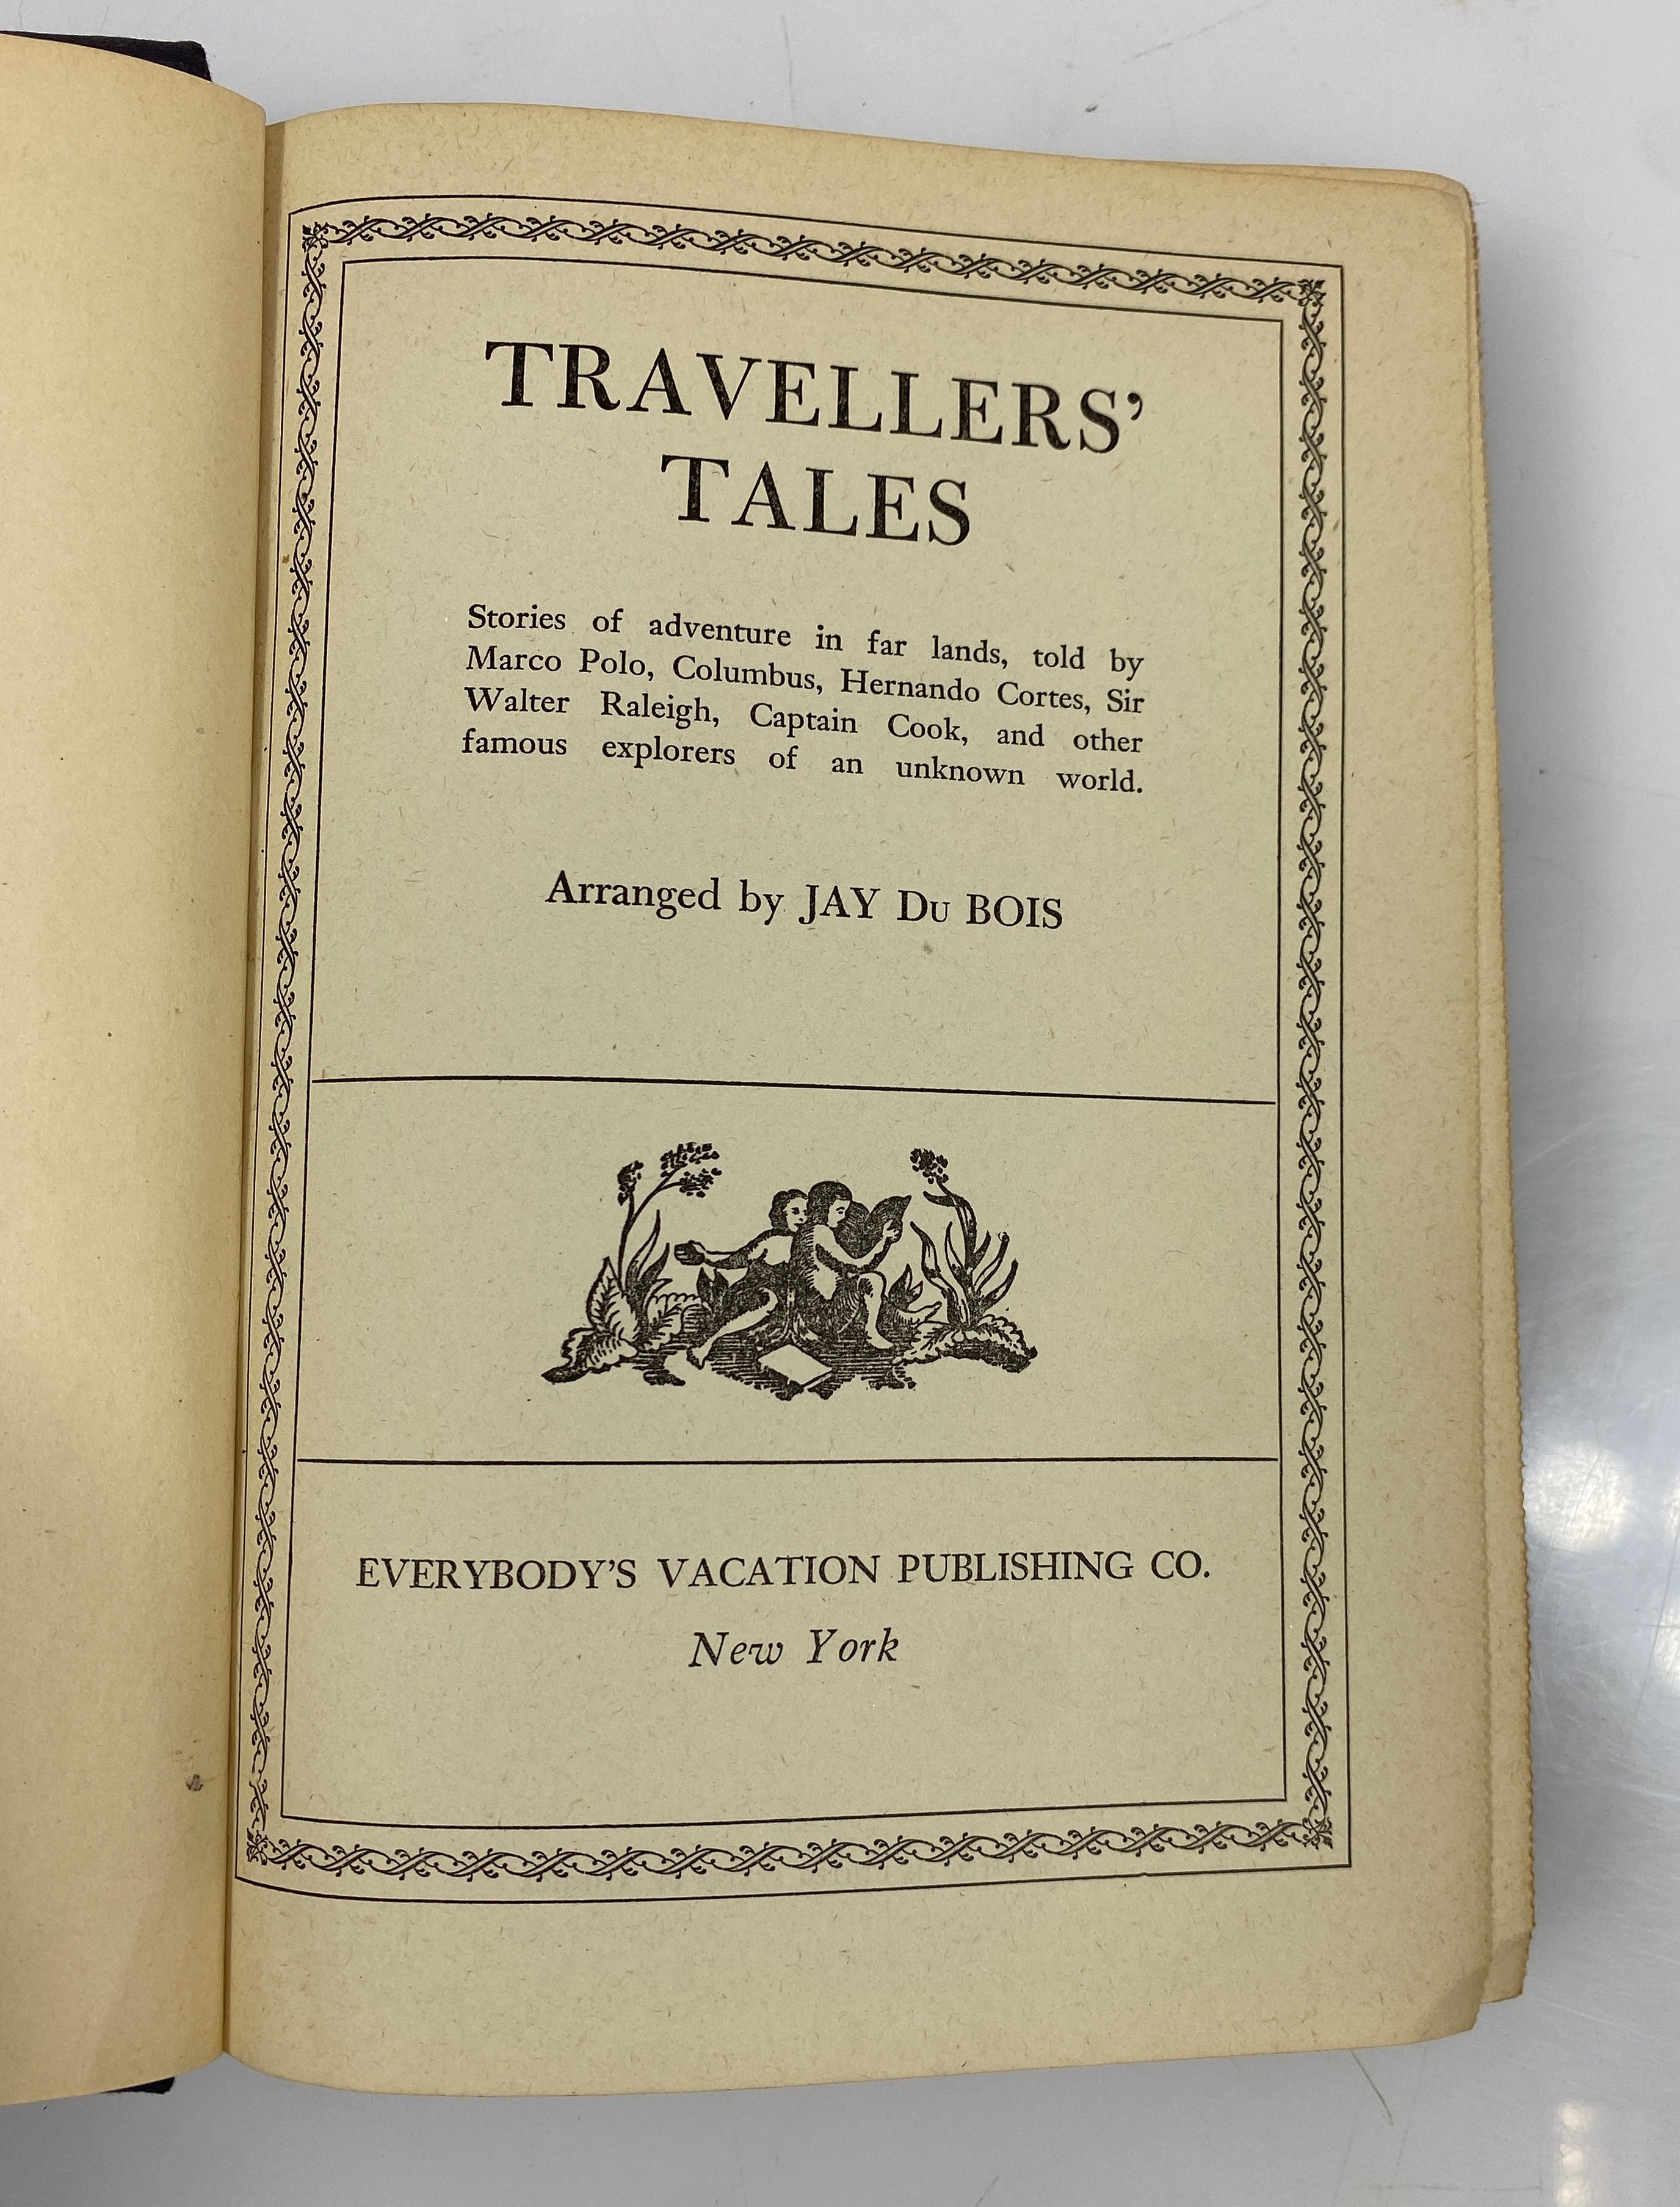 TRAVELLERS'
TALES
Stories of adventure in far lands, told by
Marco Polo, Columbus, Hernando Cortes, Sir
Walter Raleigh, Captain Cook, and other
famous explorers of an unknown world.
Arranged by JAY DU BOIS
EVERYBODY'S VACATION PUBLISHING CO.
New York